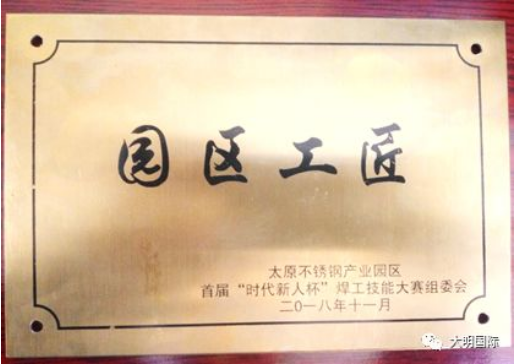 园区工匠
太原不锈钢产业园区
首届“时代新人杯”焊工技能大赛组委会
二0一八年十一月
大明国际